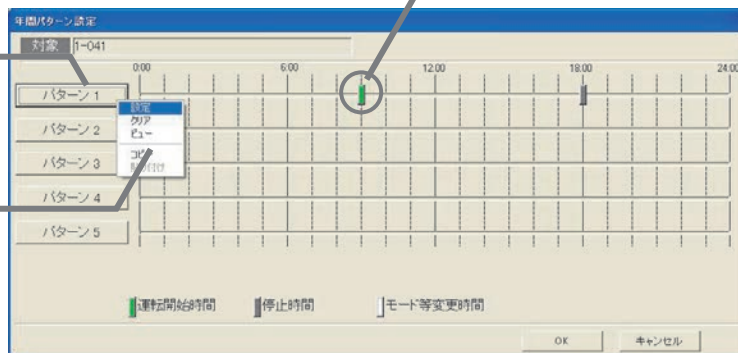 年間パターン設定
対象 1-041
0:00 6:00 12:00 18:00 24:00
パターン 1
設定
クリア
ビュー
コピー
貼り付け
パターン 2
パターン 3
パターン 4
パターン 5
運転開始時間 停止時間 モード等変更時間
OK キャンセル